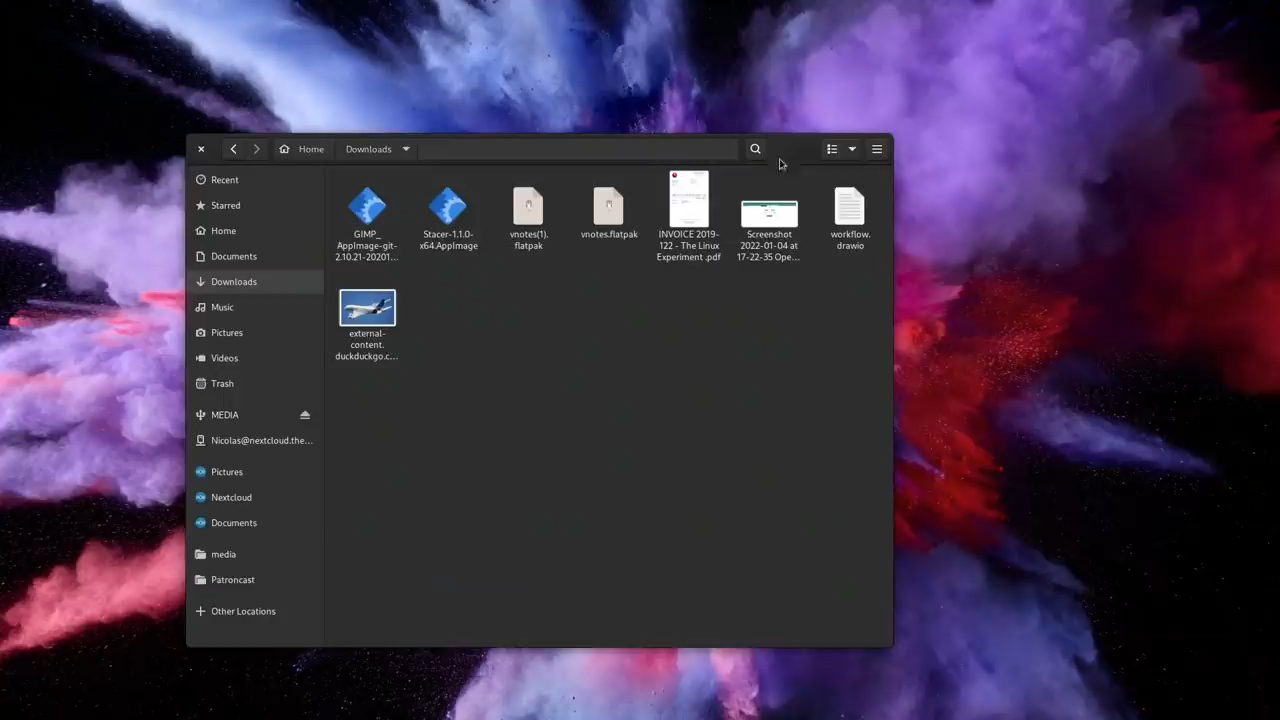 Home
Downloads
Recent
Starred
Home
Documents
Downloads
Music
Pictures
Videos
Trash
MEDIA
Nicolas@nextcloud.the...
Pictures
Nextcloud
Documents
media
Patroncast
Other Locations
GIMP_
AppImage-git-
2.10.21-20201...
Stacer-1.1.0-
x64.AppImage
vnotes(1).
flatpak
vnotes.flatpak
INVOICE 2019-
122 - The Linux
Experiment .pdf
Screenshot
2022-01-04 at
17-22-35 Ope...
workflow.
drawio
external-
content.
duckduckgo.c...